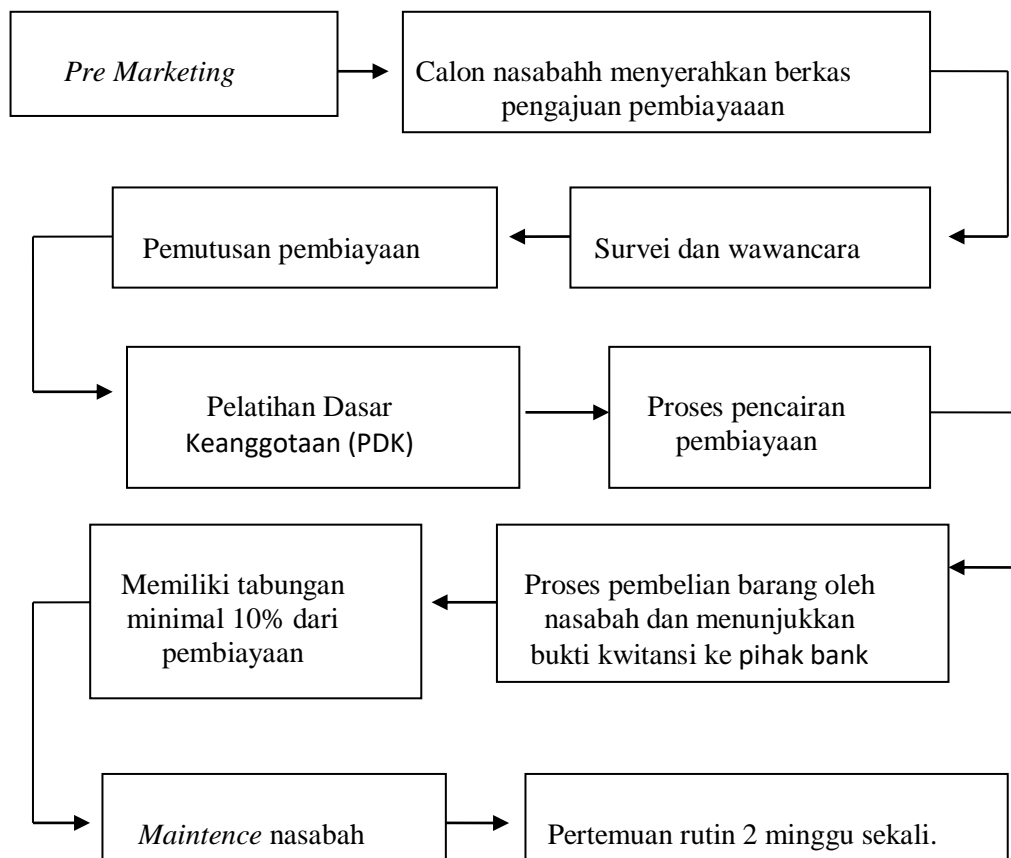 Pre Marketing
Calon nasabahh menyerahkan berkas
pengajuan pembiayaaan
Survei dan wawancara
Pemutusan pembiayaan
Pelatihan Dasar
Keanggotaan (PDK)
Proses pencairan
pembiayaan
Proses pembelian barang oleh
nasabah dan menunjukkan
bukti kwitansi ke pihak bank
Memiliki tabungan
minimal 10% dari
pembiayaan
Maintence nasabah
Pertemuan rutin 2 minggu sekali.